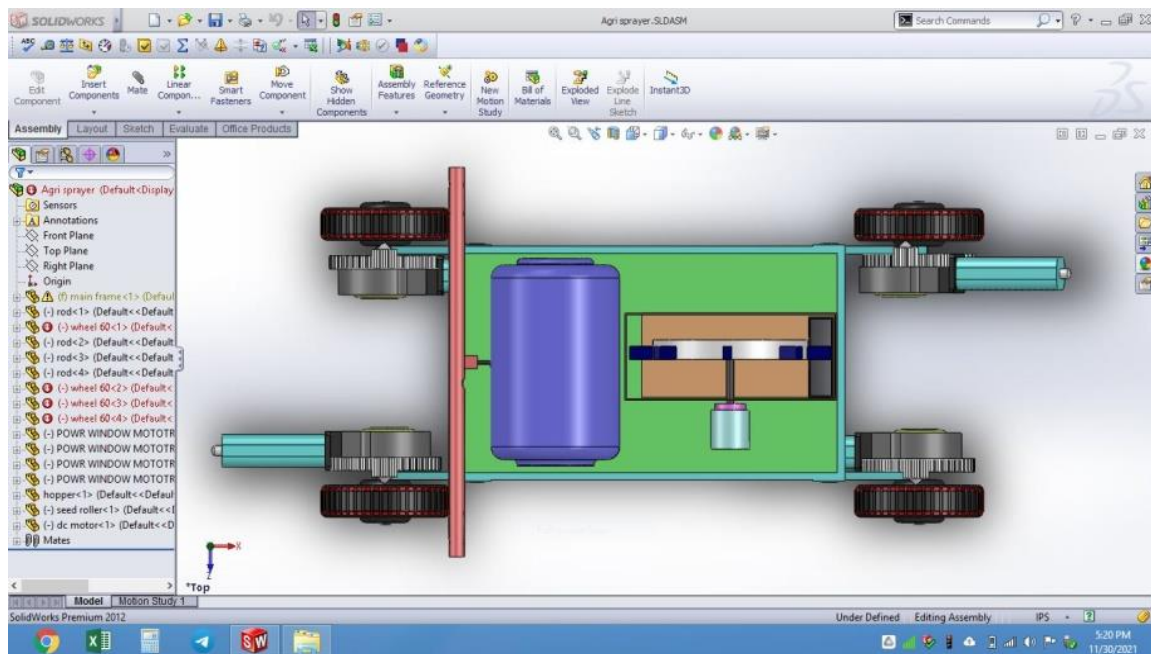 SOLIDWORKS
Agri sprayer.SLDASM
Search Commands
Edit Component
Insert Components
Mate
Linear Compon...
Smart Fasteners
Move Component
Show Hidden Components
Assembly Features
Reference Geometry
New Motion Study
Bill of Materials
Exploded View
Explode Line Sketch
Instant3D
Assembly Layout Sketch Evaluate Office Products
Agri sprayer (Default<Display
Sensors
Annotations
Front Plane
Top Plane
Right Plane
Origin
(f) main frame<1> (Defaul
(-) rod<1> (Default<<Default
(-) wheel 60<1> (Default<
(-) rod<2> (Default<<Default
(-) rod<3> (Default<<Default
(-) rod<4> (Default<<Default
(-) wheel 60<2> (Default<
(-) wheel 60<3> (Default<
(-) wheel 60<4> (Default<
(-) POWR WINDOW MOTOTR
(-) POWR WINDOW MOTOTR
(-) POWR WINDOW MOTOTR
(-) POWR WINDOW MOTOTR
hopper<1> (Default<<Defaul
(-) seed roller<1> (Default<<D
(-) dc motor<1> (Default<<D
Mates
X
Z
*Top
Model Motion Study 1
SolidWorks Premium 2012
Under Defined Editing Assembly IPS
5:20 PM
11/30/2021